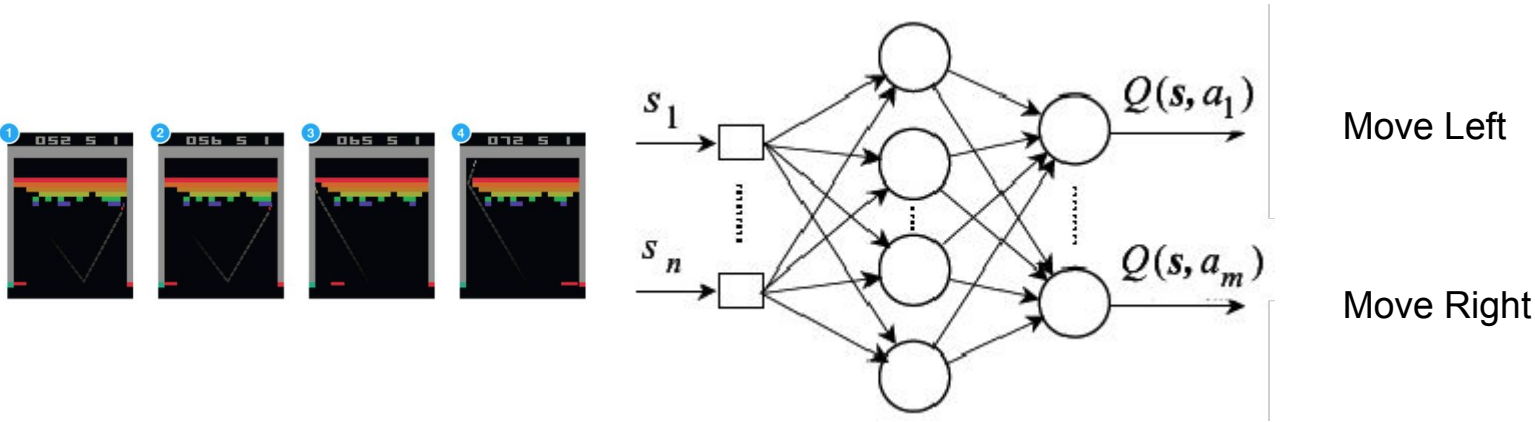 1
052 5 1
2
056 5 1
3
065 5 1
4
072 5 1
s1
sn
Q(s, a1)
Q(s, am)
Move Left
Move Right